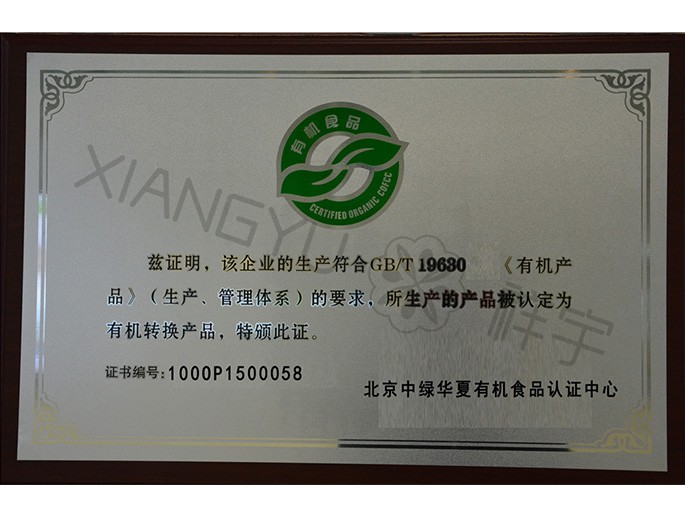 有机食品
CERTIFIED ORGANIC COFCC
XIANGYU 祥宇
兹证明，该企业的生产符合GB/T 19630 《有机产
品》（生产、管理体系）的要求，所生产的产品被认定为
有机转换产品，特颁此证。
证书编号:1000P1500058
北京中绿华夏有机食品认证中心